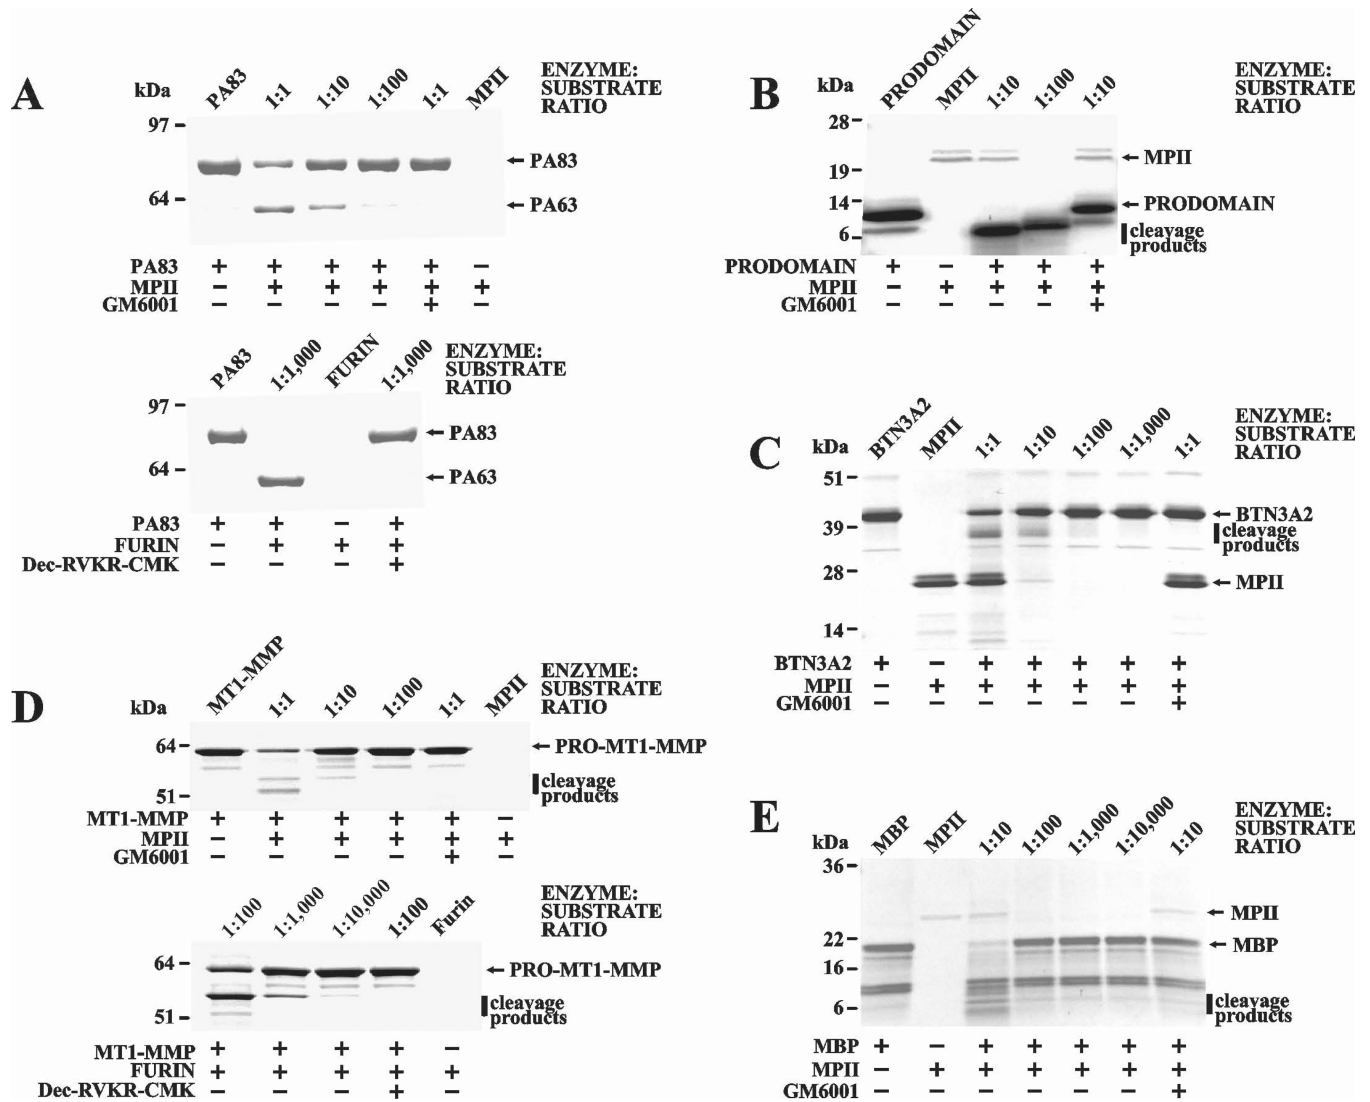 A
kDa
PA83
1:1
1:10
1:100
1:1
MPII
ENZYME:
SUBSTRATE
RATIO
97
64
PA83
PA63
PA83 + + + + + –
MPII – + + + + +
GM6001 – – – – + –
PA83
1:1,000
FURIN
1:1,000
ENZYME:
SUBSTRATE
RATIO
97
64
PA83
PA63
PA83 + + – +
FURIN – + + +
Dec-RVKR-CMK – – – +
B
kDa
PRODOMAIN
MPII
1:10
1:100
1:10
ENZYME:
SUBSTRATE
RATIO
28
19
14
6
MPII
PRODOMAIN
cleavage
products
PRODOMAIN + – + + +
MPII – + + + +
GM6001 – – – – +
C
kDa
BTN3A2
MPII
1:1
1:10
1:100
1:1,000
1:1
ENZYME:
SUBSTRATE
RATIO
51
39
28
14
BTN3A2
cleavage
products
MPII
BTN3A2 + – + + + + +
MPII – + + + + + +
GM6001 – – – – – – +
D
kDa
MT1-MMP
1:1
1:10
1:100
1:1
MPII
ENZYME:
SUBSTRATE
RATIO
64
51
PRO-MT1-MMP
cleavage
products
MT1-MMP + + + + + –
MPII – + + + + +
GM6001 – – – – + –
1:100
1:1,000
1:10,000
1:100
Furin
ENZYME:
SUBSTRATE
RATIO
64
51
PRO-MT1-MMP
cleavage
products
MT1-MMP + + + + –
FURIN + + + + +
Dec-RVKR-CMK – – – + –
E
kDa
MBP
MPII
1:10
1:100
1:1,000
1:10,000
1:10
ENZYME:
SUBSTRATE
RATIO
36
22
16
6
MPII
MBP
cleavage
products
MBP + – + + + + +
MPII – + + + + + +
GM6001 – – – – – – +